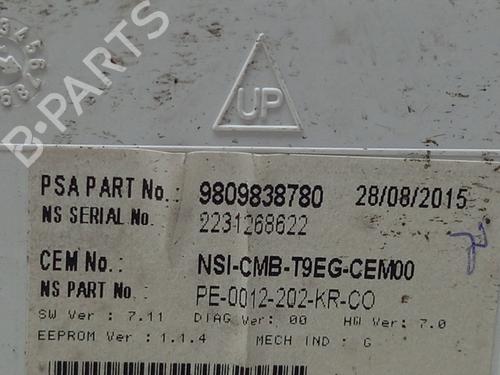 B-PARTS
UP
PSA PART No.: 9809838780 28/08/2015
NS SERIAL No. 2231268622
CEM No.: NSI-CMB-T9EG-CEM00
NS PART No: PE-0012-202-KR-CO
SW Ver : 7.11 DIAG Ver: 00 HW Ver: 7.0
EEPROM Ver : 1.1.4 MECH IND : G